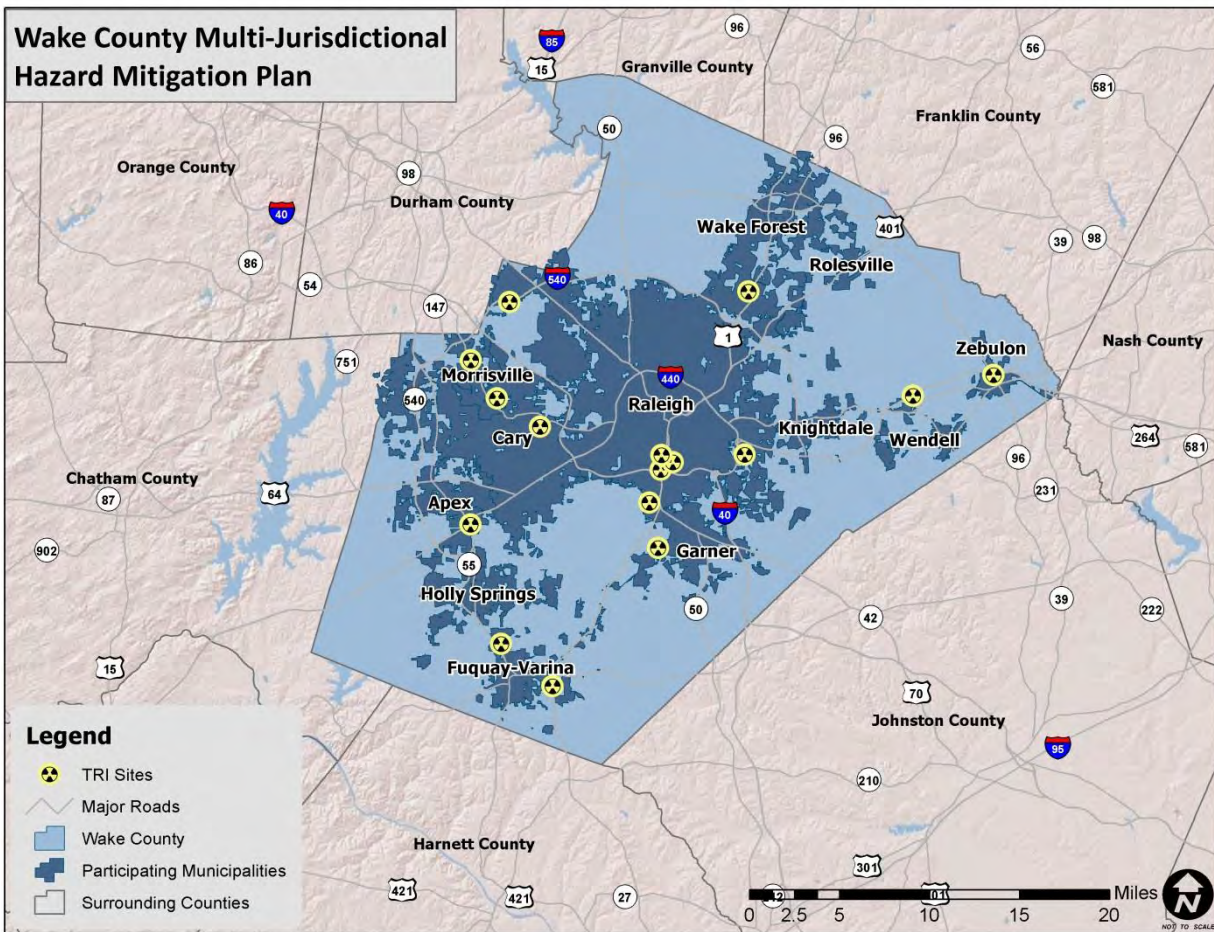 Wake County Multi-Jurisdictional
Hazard Mitigation Plan
85
15
96
56
Granville County
581
Franklin County
50
96
Orange County
98
Durham County
40
Wake Forest
401
39
98
86
54
540
Rolesville
147
1
Nash County
751
Zebulon
Morrisville
440
540
Raleigh
Cary
Knightdale
264
Wendell
581
96
Chatham County
87
64
231
Apex
40
902
55
Garner
Holly Springs
50
39
222
42
15
Fuquay-Varina
70
Johnston County
95
210
Legend
TRI Sites
Major Roads
Wake County
Participating Municipalities
Surrounding Counties
Harnett County
301
421
421
27
42
01
Miles
0 2.5 5 10 15 20
N
NOT TO SCALE